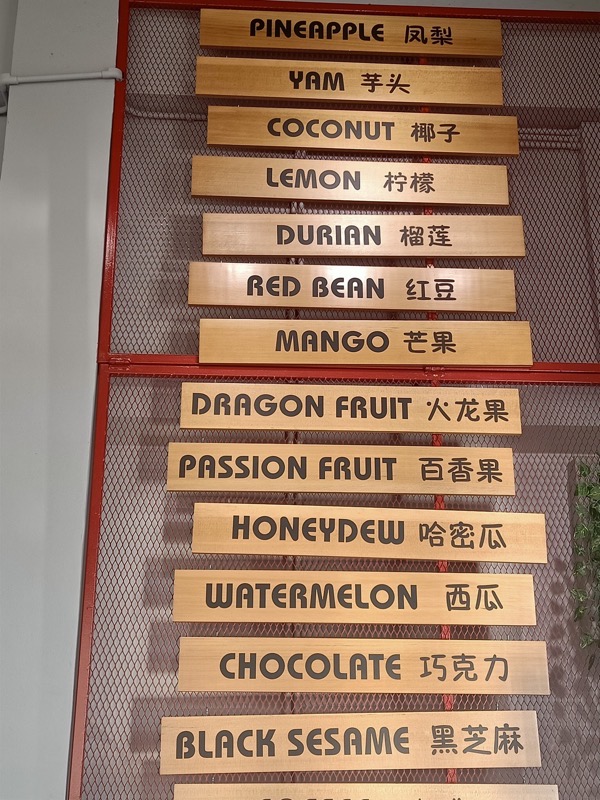 PINEAPPLE 凤梨
YAM 芋头
COCONUT 椰子
LEMON 柠檬
DURIAN 榴莲
RED BEAN 红豆
MANGO 芒果
DRAGON FRUIT 火龙果
PASSION FRUIT 百香果
HONEYDEW 哈密瓜
WATERMELON 西瓜
CHOCOLATE 巧克力
BLACK SESAME 黑芝麻